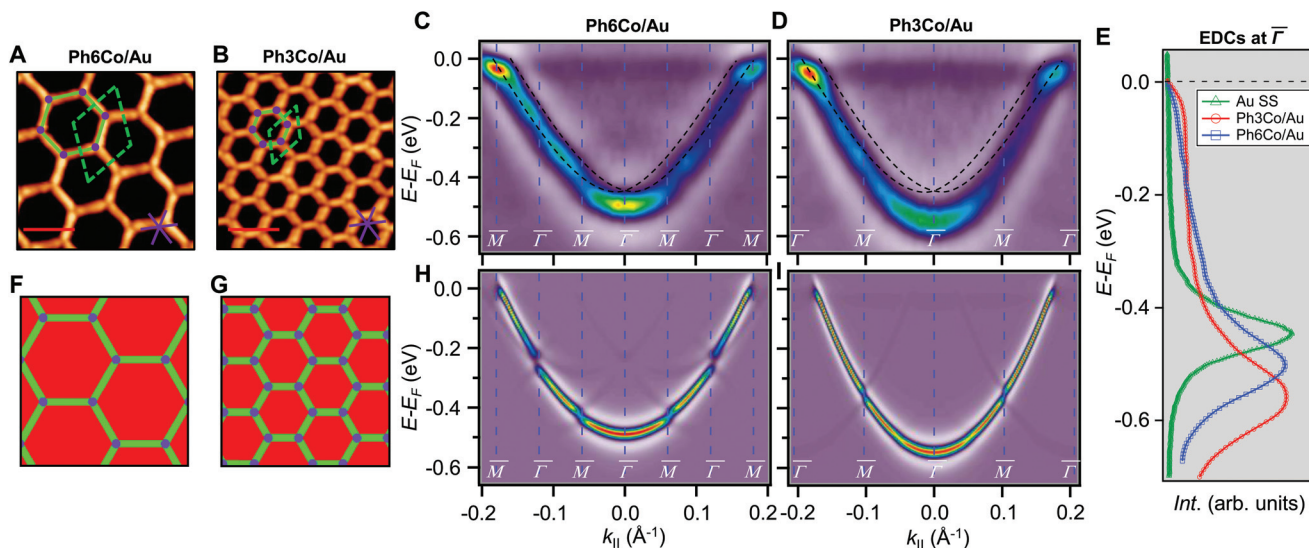 A
Ph6Co/Au
B
Ph3Co/Au
C
Ph6Co/Au
E-E_F (eV)
0.0
-0.2
-0.4
-0.6
M̅ Γ̅ M̅ Γ̅ M̅ Γ̅ M̅
D
Ph3Co/Au
Γ̅ M̅ Γ̅ M̅ Γ̅
E
EDCs at Γ̅
Au SS
Ph3Co/Au
Ph6Co/Au
E-E_F (eV)
0.0
-0.2
-0.4
-0.6
Int. (arb. units)
F
G
H
E-E_F (eV)
0.0
-0.2
-0.4
-0.6
M̅ Γ̅ M̅ Γ̅ M̅ Γ̅ M̅
-0.2 -0.1 0.0 0.1 0.2
k_|| (Å⁻¹)
I
Γ̅ M̅ Γ̅ M̅ Γ̅
-0.2 -0.1 0.0 0.1 0.2
k_|| (Å⁻¹)